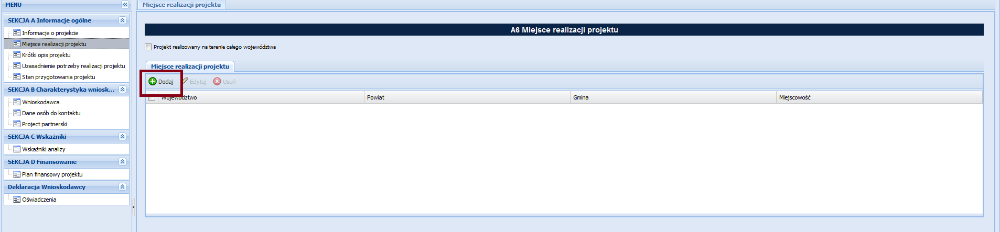 MENU
SEKCJA A Informacje ogólne
Informacje o projekcie
Miejsce realizacji projektu
Krótki opis projektu
Uzasadnienie potrzeby realizacji projektu
Stan przygotowania projektu
SEKCJA B Charakterystyka wniosk...
Wnioskodawca
Dane osób do kontaktu
Project partnerski
SEKCJA C Wskaźniki
Wskaźniki analizy
SEKCJA D Finansowanie
Plan finansowy projektu
Deklaracja Wnioskodawcy
Oświadczenia
Miejsce realizacji projektu
A6 Miejsce realizacji projektu
Projekt realizowany na terenie całego województwa
Miejsce realizacji projektu
Dodaj Edytuj Usuń
Województwo Powiat Gmina Miejscowość